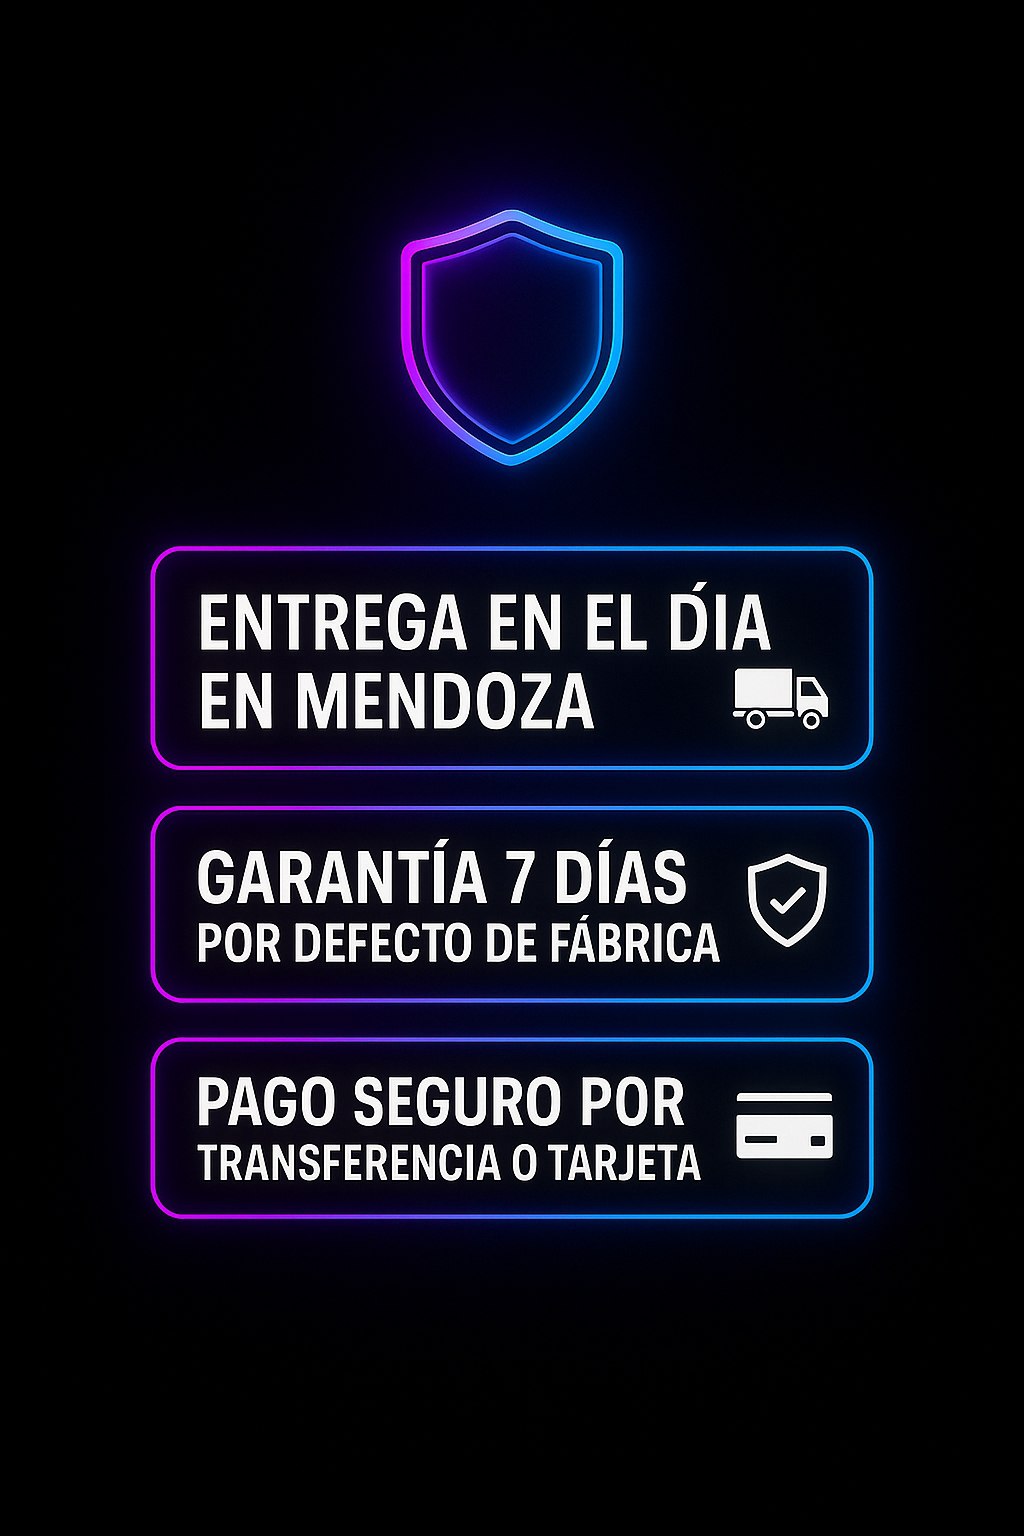 ENTREGA EN EL DÍA
EN MENDOZA
GARANTÍA 7 DÍAS
POR DEFECTO DE FÁBRICA
PAGO SEGURO POR
TRANSFERENCIA O TARJETA